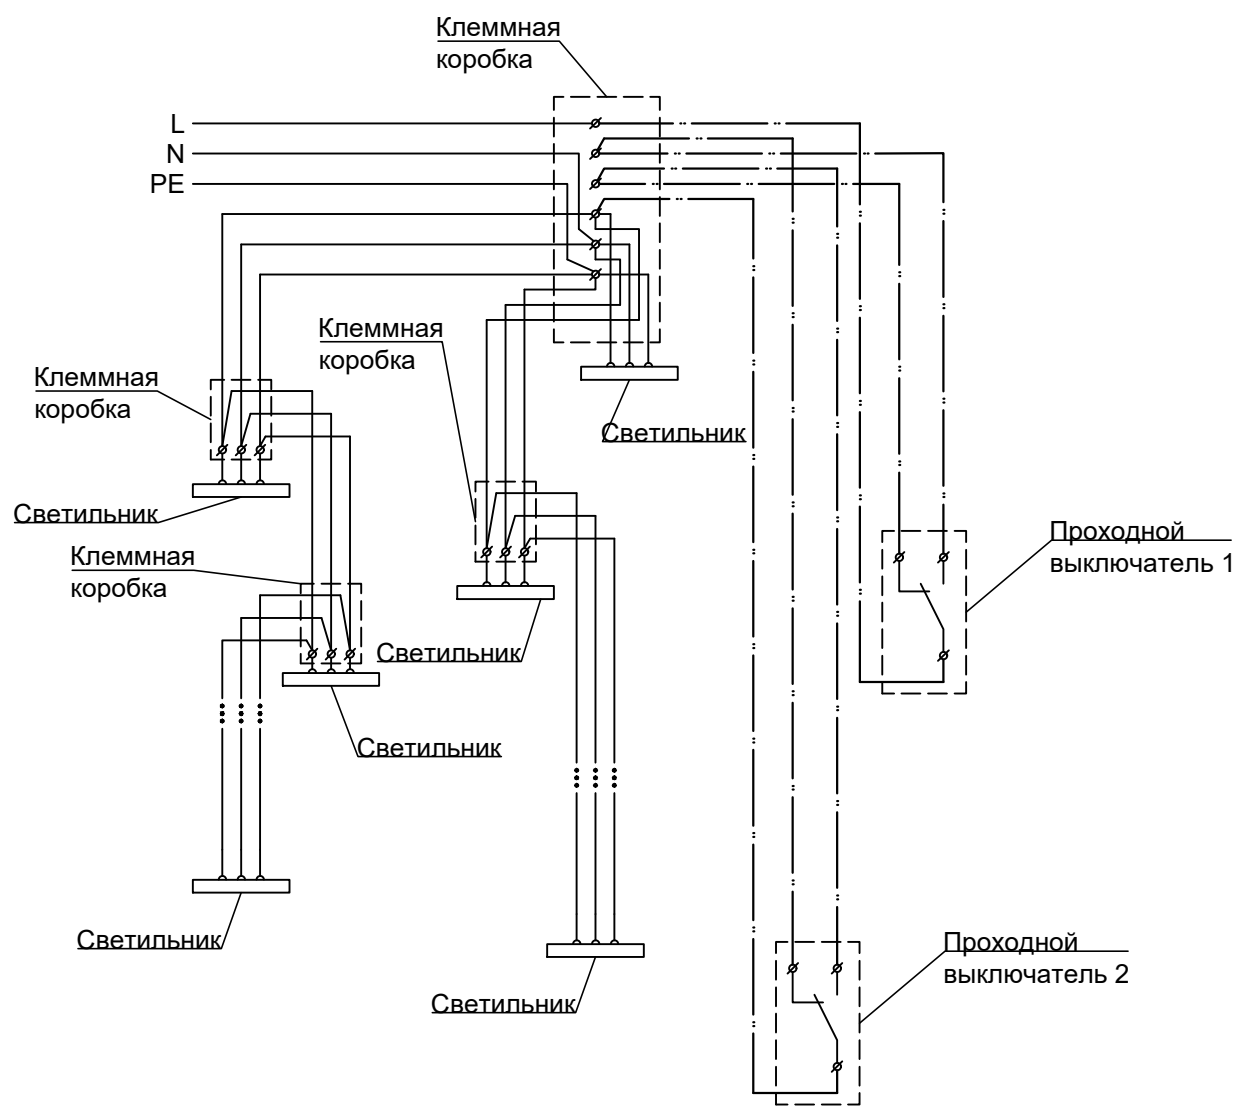 Клеммная
коробка
L
N
PE
Клеммная
коробка
Клеммная
коробка
Светильник
Светильник
Проходной
выключатель 1
Клеммная
коробка
Светильник
Светильник
Светильник
Проходной
выключатель 2
Светильник